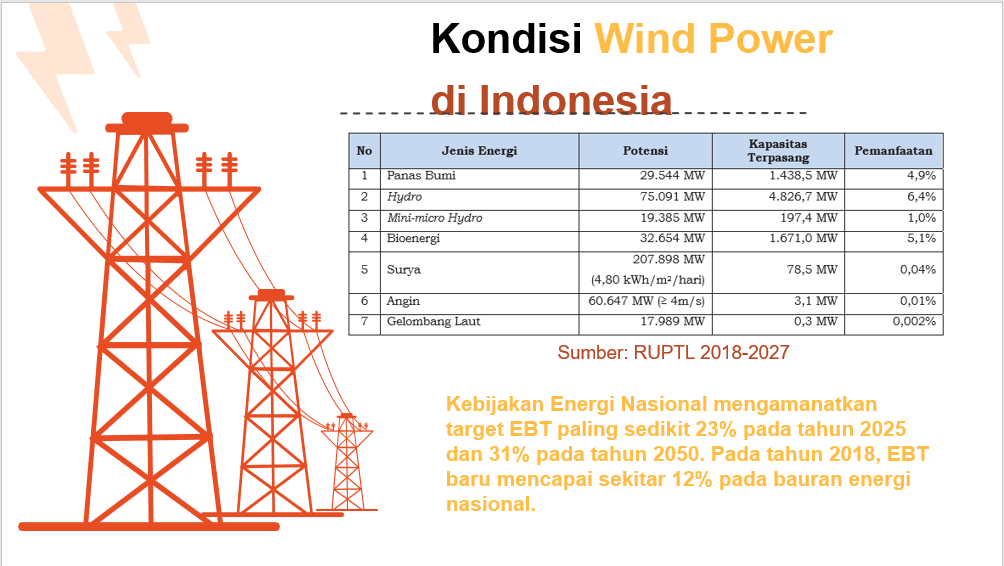 Kondisi Wind Power
di Indonesia
No Jenis Energi Potensi Kapasitas Terpasang Pemanfaatan
1 Panas Bumi 29.544 MW 1.438,5 MW 4,9%
2 Hydro 75.091 MW 4.826,7 MW 6,4%
3 Mini-micro Hydro 19.385 MW 197,4 MW 1,0%
4 Bioenergi 32.654 MW 1.671,0 MW 5,1%
5 Surya 207.898 MW (4,80 kWh/m²/hari) 78,5 MW 0,04%
6 Angin 60.647 MW (≥ 4m/s) 3,1 MW 0,01%
7 Gelombang Laut 17.989 MW 0,3 MW 0,002%
Sumber: RUPTL 2018-2027
Kebijakan Energi Nasional mengamanatkan
target EBT paling sedikit 23% pada tahun 2025
dan 31% pada tahun 2050. Pada tahun 2018, EBT
baru mencapai sekitar 12% pada bauran energi
nasional.